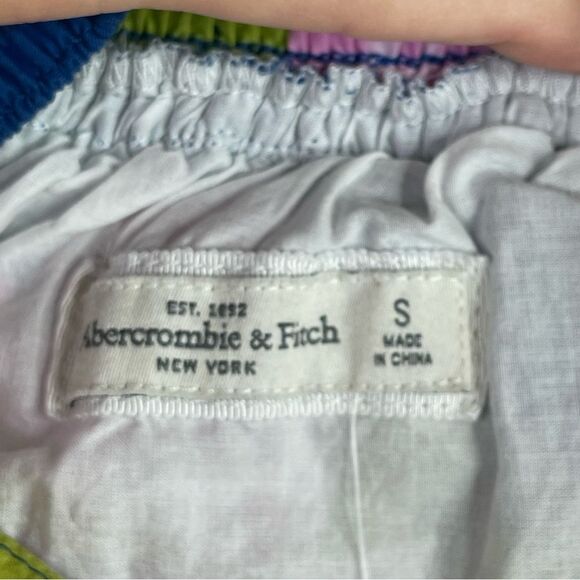 EST. 1892
Abercrombie & Fitch
NEW YORK
S
MADE
IN CHINA